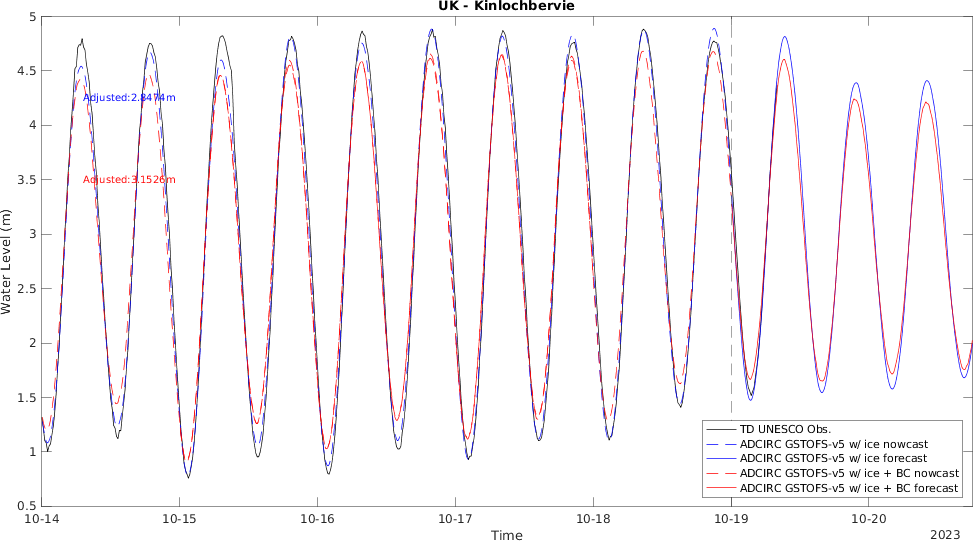 UK - Kinlochbervie
5
4.5
Adjusted:2.8474m
4
3.5
Adjusted:3.1526m
3
2.5
2
1.5
1
0.5
Water Level (m)
TD UNESCO Obs.
ADCIRC GSTOFS-v5 w/ ice nowcast
ADCIRC GSTOFS-v5 w/ ice forecast
ADCIRC GSTOFS-v5 w/ ice + BC nowcast
ADCIRC GSTOFS-v5 w/ ice + BC forecast
10-14 10-15 10-16 10-17 10-18 10-19 10-20
Time
2023